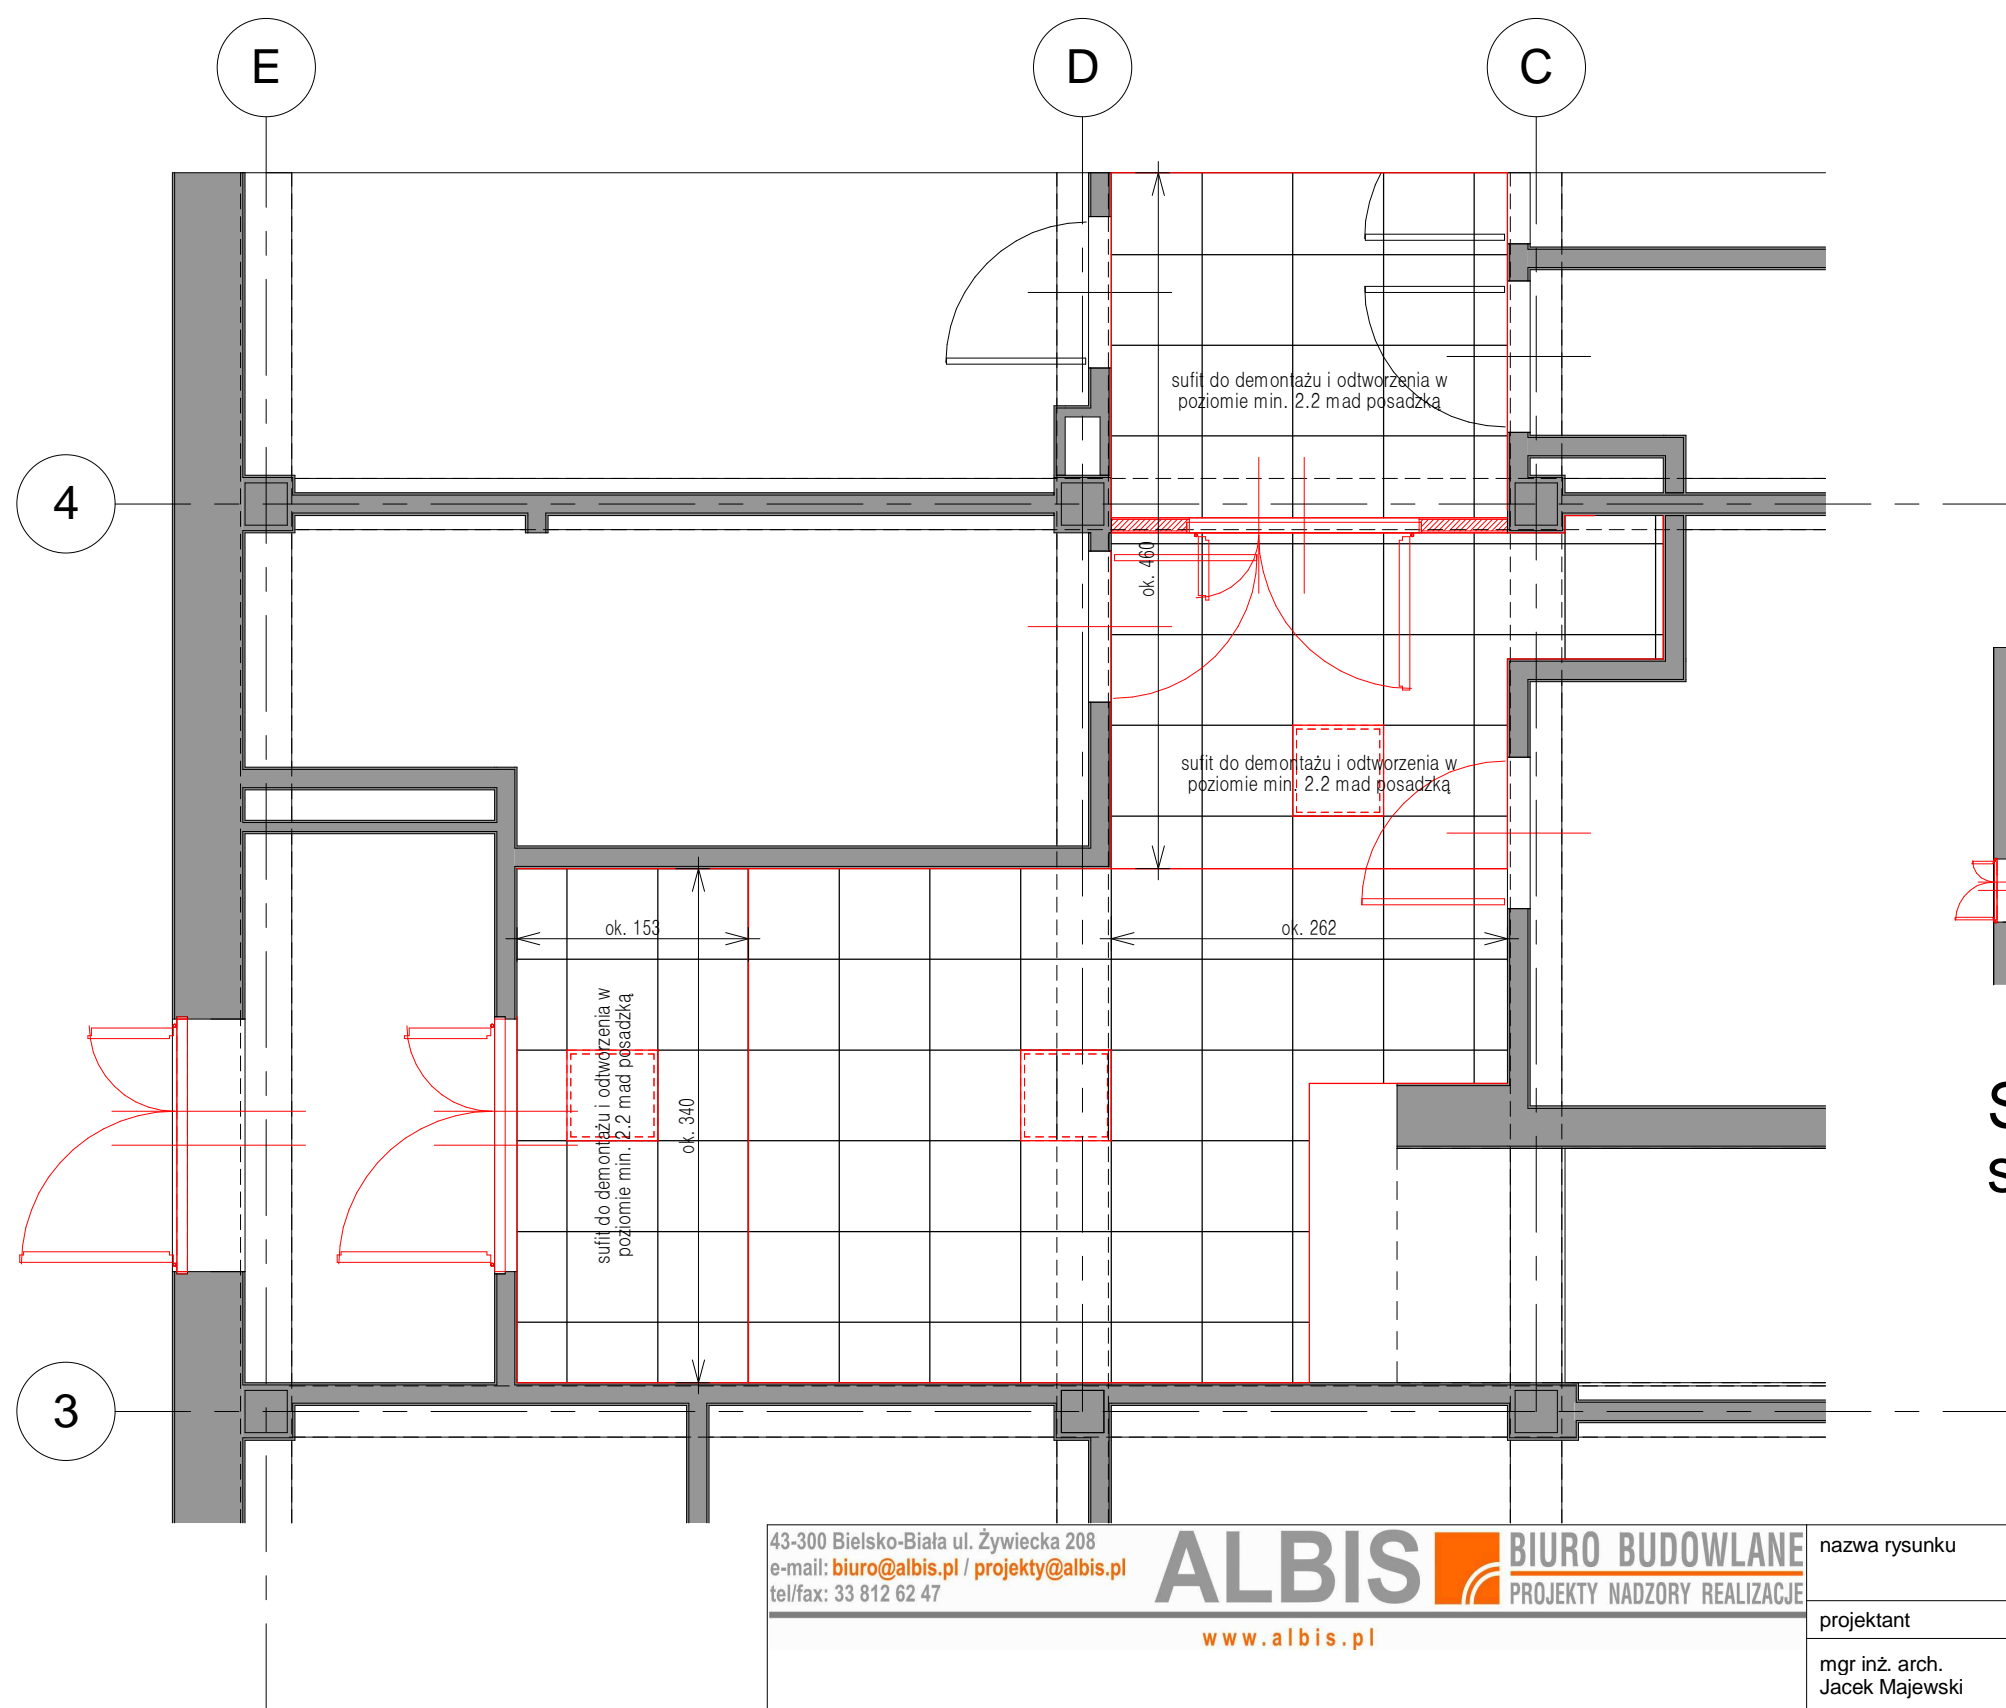 E
D
C
sufit do demontażu i odtworzenia w
poziomie min. 2.2 mad posadzką
4
ok. 460
sufit do demontażu i odtworzenia w
poziomie min. 2.2 mad posadzką
ok. 153
ok. 262
sufit do demontażu i odtworzenia w
poziomie min. 2.2 mad posadzką
ok. 340
3
43-300 Bielsko-Biała ul. Żywiecka 208
e-mail: biuro@albis.pl / projekty@albis.pl
tel/fax: 33 812 62 47
ALBIS
BIURO BUDOWLANE
PROJEKTY NADZORY REALIZACJE
www.albis.pl
nazwa rysunku
projektant
mgr inż. arch.
Jacek Majewski